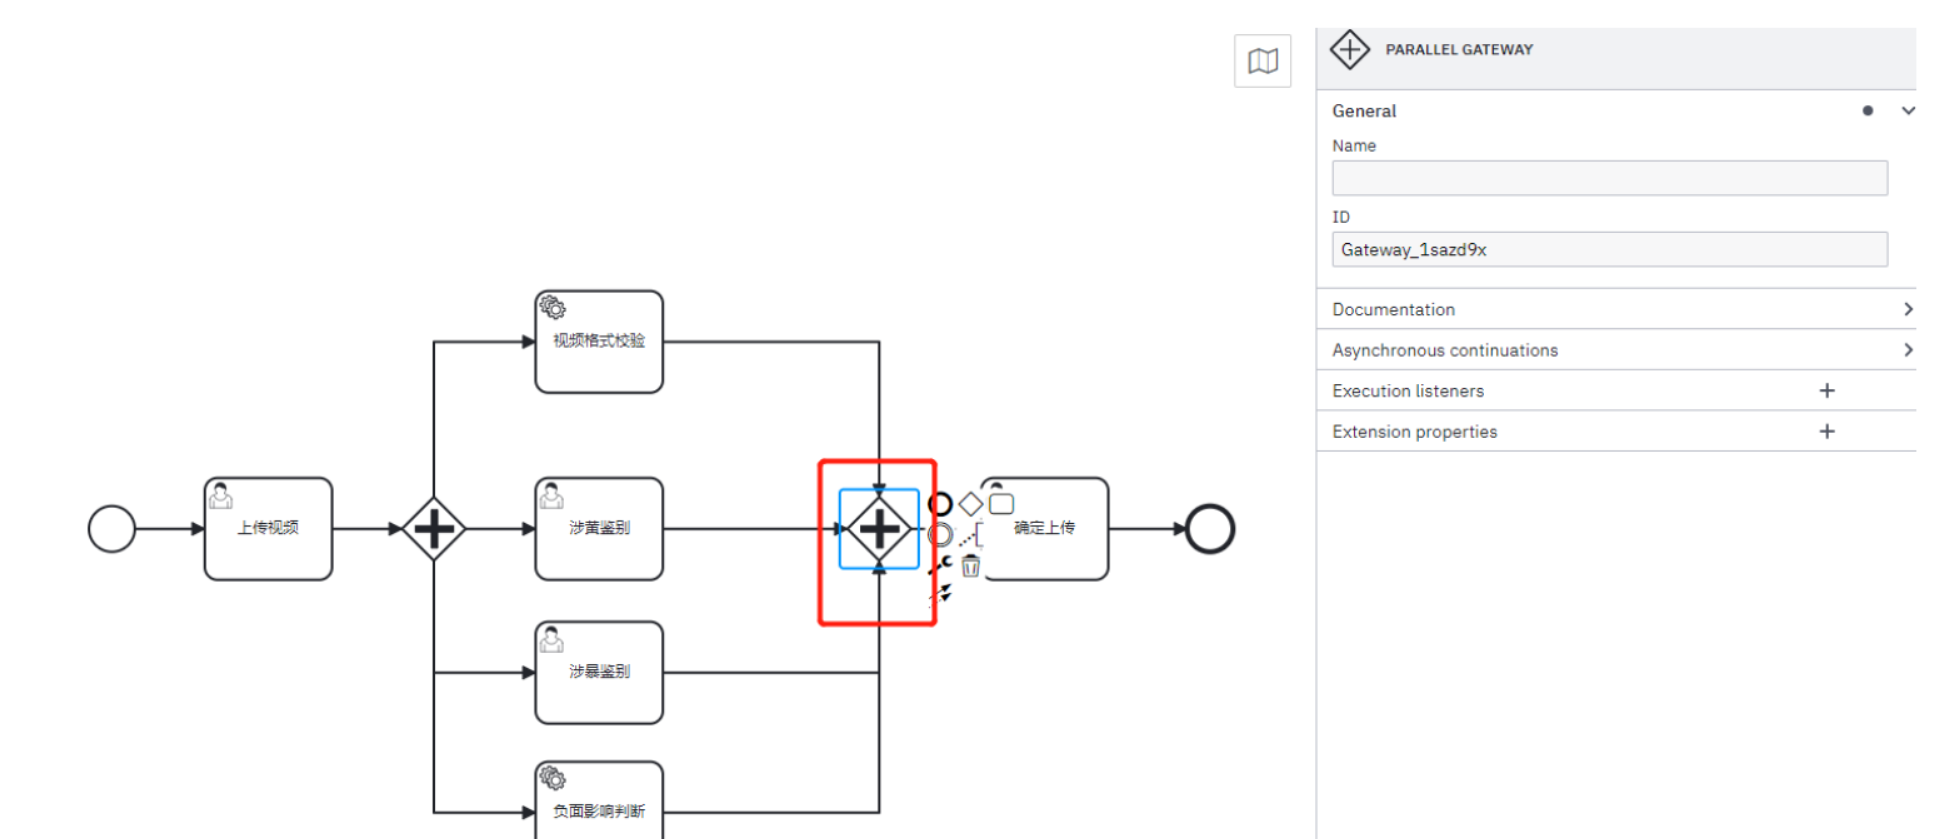 PARALLEL GATEWAY
General
Name
ID
Gateway_1sazd9x
Documentation
Asynchronous continuations
Execution listeners
Extension properties
视频格式校验
上传视频
涉黄鉴别
确定上传
涉暴鉴别
负面影响判断